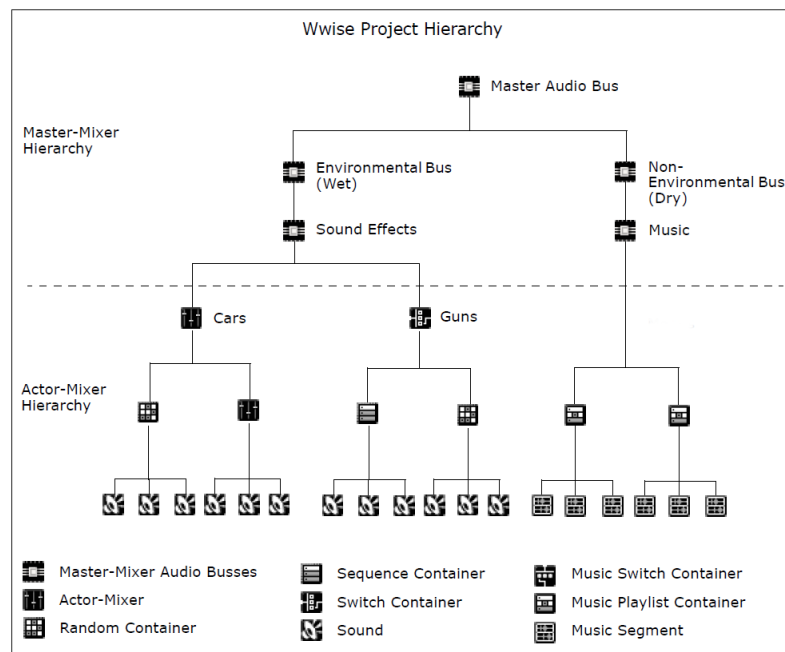 Wwise Project Hierarchy
Master Audio Bus
Master-Mixer
Hierarchy
Environmental Bus
(Wet)
Non-
Environmental Bus
(Dry)
Sound Effects
Music
Cars
Guns
Actor-Mixer
Hierarchy
Master-Mixer Audio Busses
Sequence Container
Music Switch Container
Actor-Mixer
Switch Container
Music Playlist Container
Random Container
Sound
Music Segment